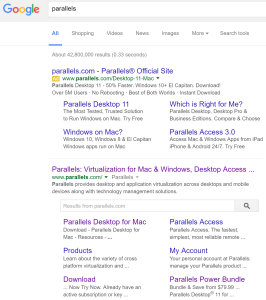 Google parallels
All Shopping Videos News Images More Search tools
About 42,800,000 results (0.33 seconds)
parallels.com - Parallels® Official Site
Ad www.parallels.com/Desktop-11-Mac
Parallels Desktop 11 - 50% Faster. Windows 10+ El Capitan. Download!
Over 5M Users · No Rebooting · Best of Both Worlds · Instant Download
Parallels Desktop 11 Which is Right for Me?
The Most Tested, Trusted Solution Parallels Desktop, Desktop Pro &
to Run Windows on Mac. Try Free Business Editions. Compare & Choose
Windows on Mac? Parallels Access 3.0
Windows 10, Windows 8 & El Capitan Access Mac & Windows Apps from iPad
Windows apps run on Mac iPhone & Android 24/7. Try Free
Parallels: Virtualization for Mac & Windows, Desktop Access ...
www.parallels.com/ Parallels
Parallels provides desktop and application virtualization across desktops and mobile
devices along with technology management solutions.
Results from parallels.com
Parallels Desktop for Mac Parallels Access
Download - Parallels Desktop for Parallels Access. The fastest,
Mac - Resources - ... simplest, most reliable remote ...
Products My Account
Learn about the variety of cross Your personal account at Parallels:
platform virtualization and ... manage your Parallels product ...
Download Parallels Power Bundle
... Now Try Now. Already have an Bundle & Save from $79.99 ...
active subscription or key ... Parallels Desktop® 11 for ...